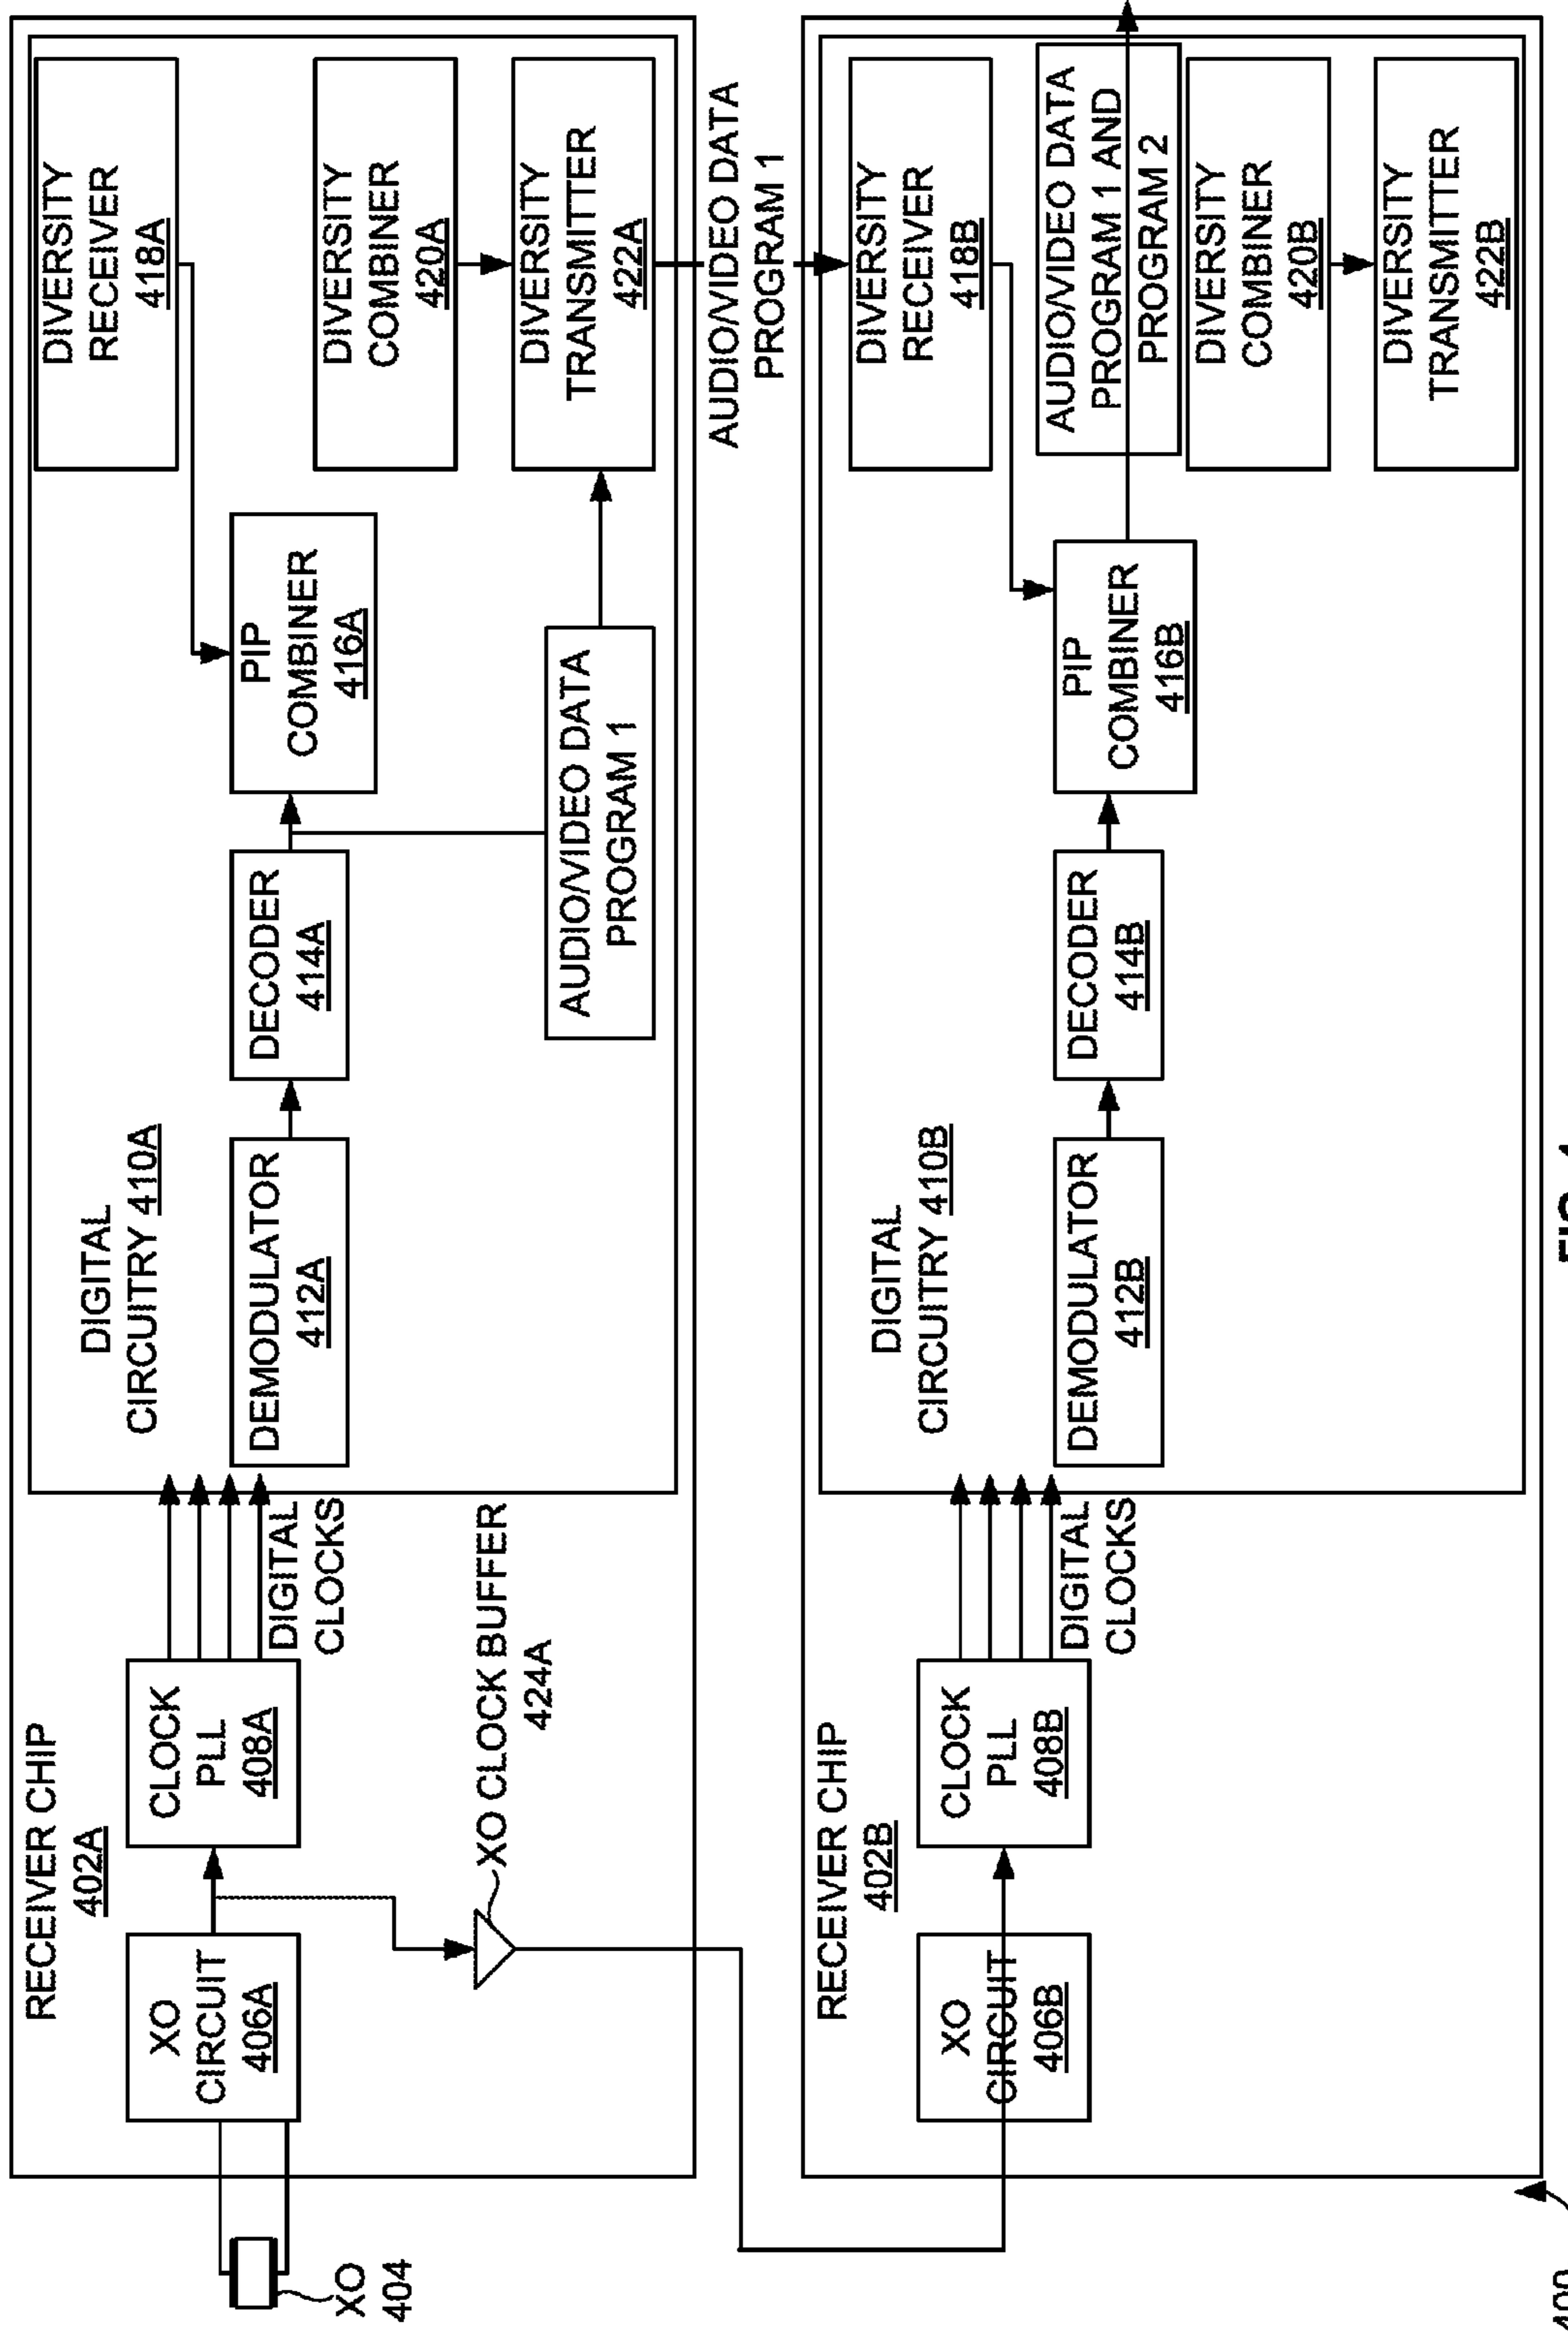 RECEIVER CHIP
402A
XO
404
XO
CIRCUIT
406A
CLOCK
PLL
408A
DIGITAL
CLOCKS
XO CLOCK BUFFER
424A
DIGITAL
CIRCUITRY 410A
DEMODULATOR
412A
DECODER
414A
PIP
COMBINER
416A
AUDIO/VIDEO DATA
PROGRAM 1
DIVERSITY
RECEIVER
418A
DIVERSITY
COMBINER
420A
DIVERSITY
TRANSMITTER
422A
AUDIO/VIDEO DATA
PROGRAM 1
RECEIVER CHIP
402B
XO
CIRCUIT
406B
CLOCK
PLL
408B
DIGITAL
CLOCKS
DIGITAL
CIRCUITRY 410B
DEMODULATOR
412B
DECODER
414B
PIP
COMBINER
416B
DIVERSITY
RECEIVER
418B
AUDIO/VIDEO DATA
PROGRAM 1 AND
PROGRAM 2
DIVERSITY
COMBINER
420B
DIVERSITY
TRANSMITTER
422B